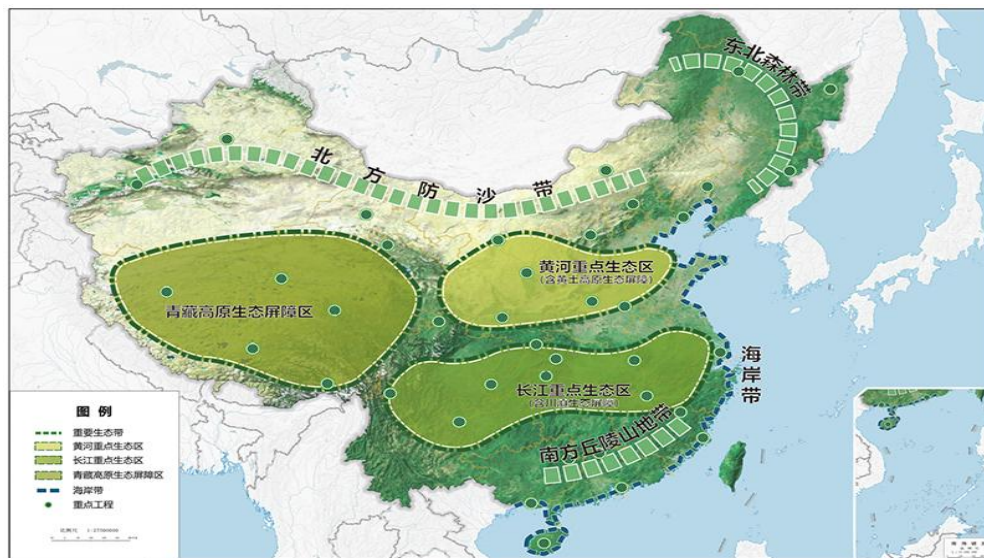 东北森林带
北方防沙带
黄河重点生态区
(含黄土高原生态屏障)
青藏高原生态屏障区
海岸带
长江重点生态区
(含川滇生态屏障)
南方丘陵山地带
图 例
重要生态带
黄河重点生态区
长江重点生态区
青藏高原生态屏障区
海岸带
重点工程